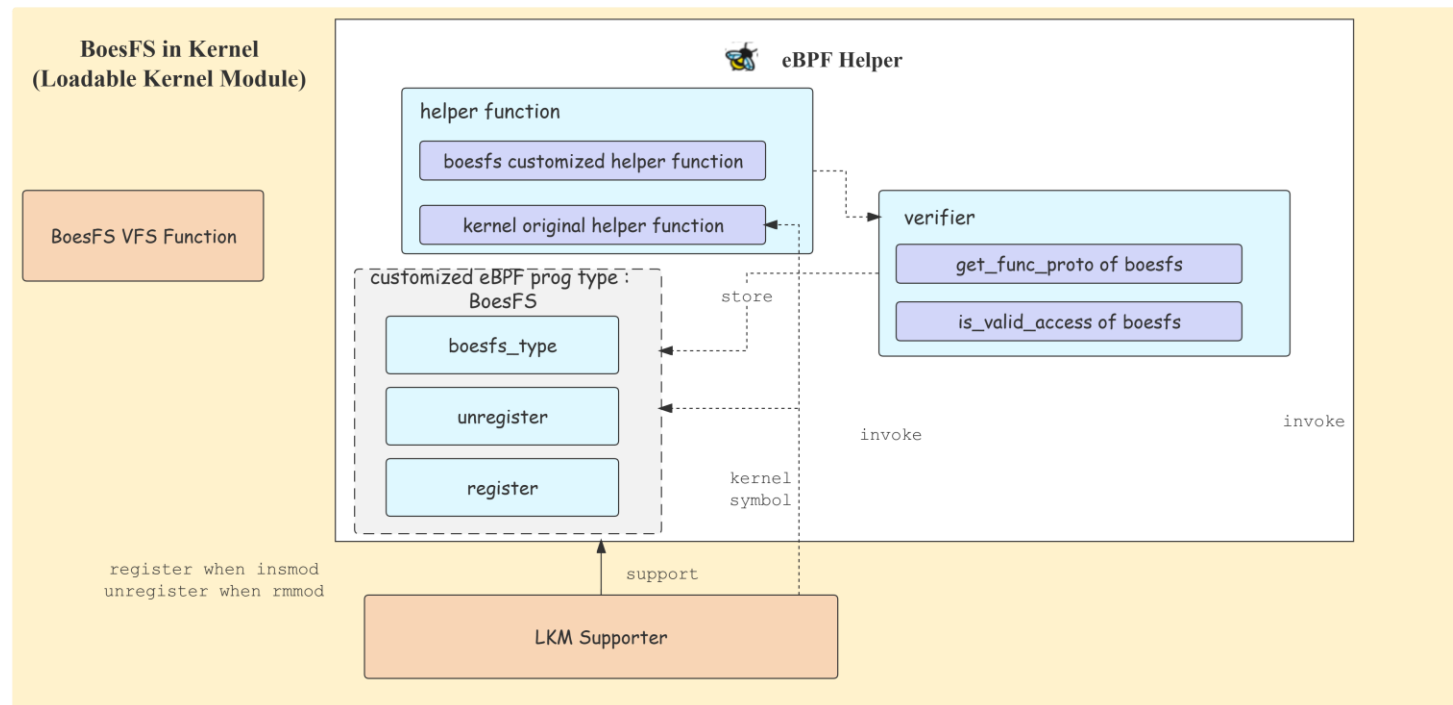 BoesFS in Kernel
(Loadable Kernel Module)
eBPF Helper
helper function
boesfs customized helper function
kernel original helper function
BoesFS VFS Function
verifier
get_func_proto of boesfs
is_valid_access of boesfs
customized eBPF prog type :
BoesFS
store
boesfs_type
unregister
register
invoke
invoke
kernel
symbol
register when insmod
unregister when rmmod
support
LKM Supporter